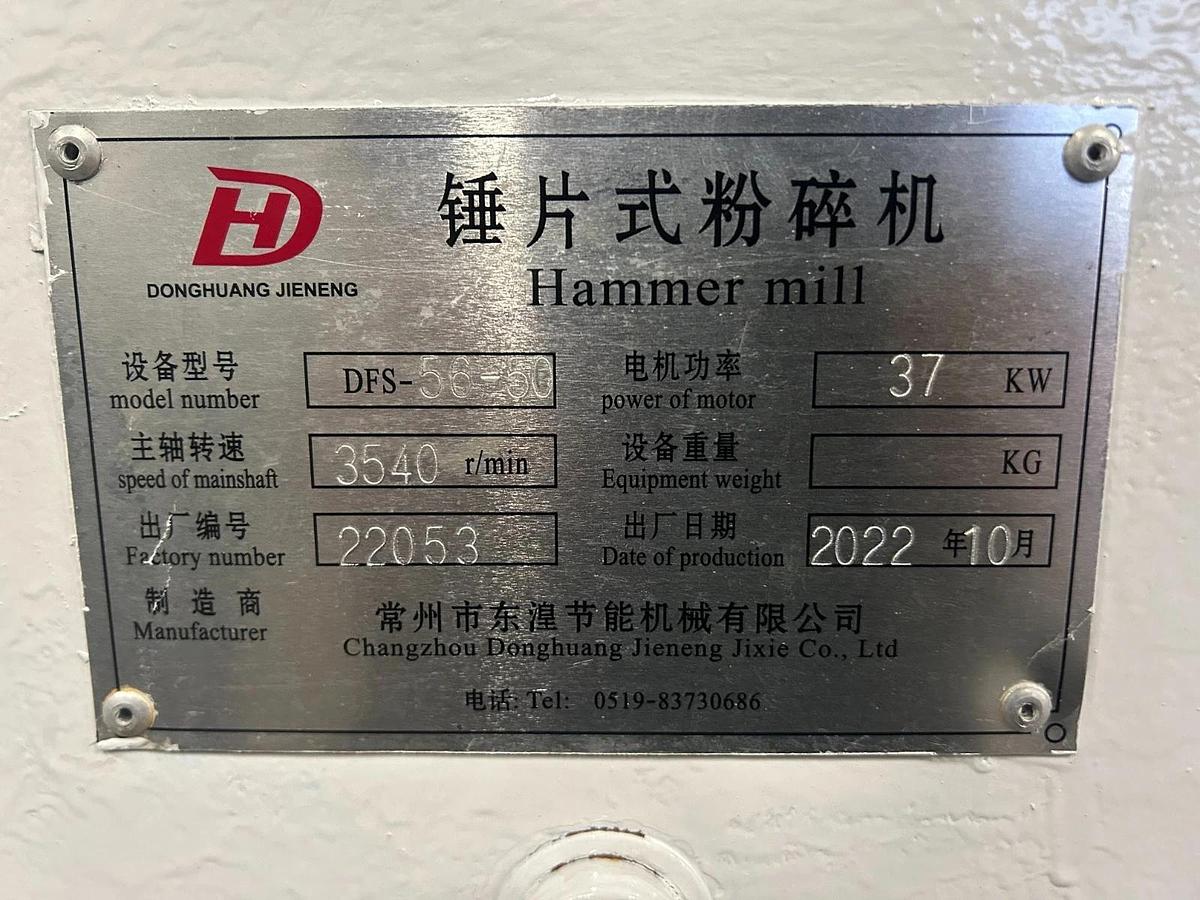 DONGHUANG JIENENG
锤片式粉碎机
Hammer mill
设备型号 DFS-56-50 电机功率 37 KW
model number power of motor
主轴转速 3540 r/min 设备重量 KG
speed of mainshaft Equipment weight
出厂编号 22053 出厂日期 2022 年10月
Factory number Date of production
制造商 常州市东湟节能机械有限公司
Manufacturer Changzhou Donghuang Jieneng Jixie Co., Ltd
电话: Tel: 0519-83730686